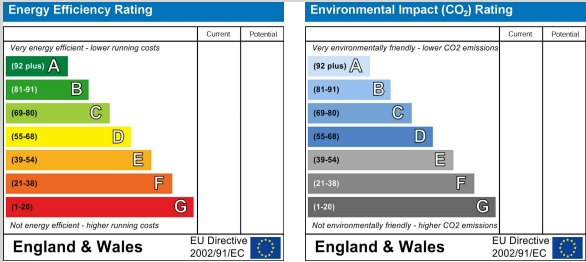 Energy Efficiency Rating
Current Potential
Very energy efficient - lower running costs
(92 plus) A
(81-91) B
(69-80) C
(55-68) D
(39-54) E
(21-38) F
(1-20) G
Not energy efficient - higher running costs
England & Wales
EU Directive
2002/91/EC
Environmental Impact (CO₂) Rating
Current Potential
Very environmentally friendly - lower CO2 emissions
(92 plus) A
(81-91) B
(69-80) C
(55-68) D
(39-54) E
(21-38) F
(1-20) G
Not environmentally friendly - higher CO2 emissions
England & Wales
EU Directive
2002/91/EC